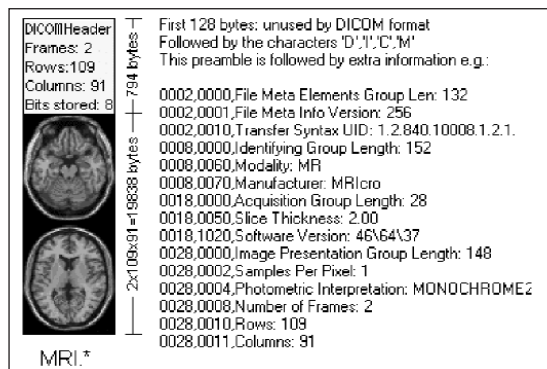 DICOMHeader
Frames: 2
Rows:109
Columns: 91
Bits stored: 8
794 bytes
2x109x91=19838 bytes
MRI.*
First 128 bytes: unused by DICOM format
Followed by the characters 'D','I','C','M'
This preamble is followed by extra information e.g.:
0002,0000,File Meta Elements Group Len: 132
0002,0001,File Meta Info Version: 256
0002,0010,Transfer Syntax UID: 1.2.840.10008.1.2.1.
0008,0000,Identifying Group Length: 152
0008,0060,Modality: MR
0008,0070,Manufacturer: MRIcro
0018,0000,Acquisition Group Length: 28
0018,0050,Slice Thickness: 2.00
0018,1020,Software Version: 46\64\37
0028,0000,Image Presentation Group Length: 148
0028,0002,Samples Per Pixel: 1
0028,0004,Photometric Interpretation: MONOCHROME2
0028,0008,Number of Frames: 2
0028,0010,Rows: 109
0028,0011,Columns: 91